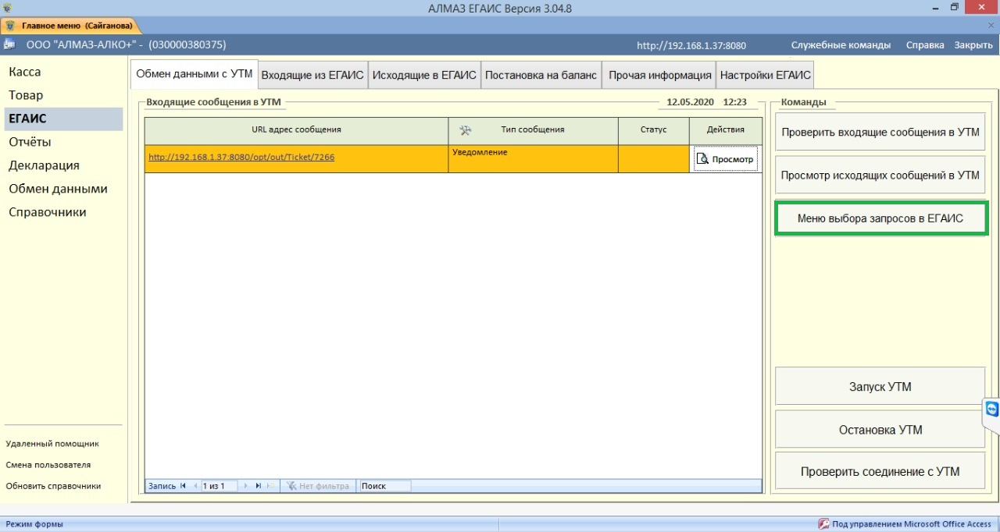 АЛМАЗ ЕГАИС Версия 3.04.8
Главное меню (Сайганова)
ООО "АЛМАЗ-АЛКО+" - (030000380375) http://192.168.1.37:8080 Служебные команды Справка Закрыть
Касса
Товар
ЕГАИС
Отчёты
Декларация
Обмен данными
Справочники
Удаленный помощник
Смена пользователя
Обновить справочники
Обмен данными с УТМ Входящие из ЕГАИС Исходящие в ЕГАИС Постановка на баланс Прочая информация Настройки ЕГАИС
Входящие сообщения в УТМ 12.05.2020 12:23
URL адрес сообщения Тип сообщения Статус Действия
http://192.168.1.37:8080/opt/out/Ticket/7266 Уведомление Просмотр
Запись 1 из 1 Нет фильтра Поиск
Команды
Проверить входящие сообщения в УТМ
Просмотр исходящих сообщений в УТМ
Меню выбора запросов в ЕГАИС
Запуск УТМ
Остановка УТМ
Проверить соединение с УТМ
Режим формы Под управлением Microsoft Office Access